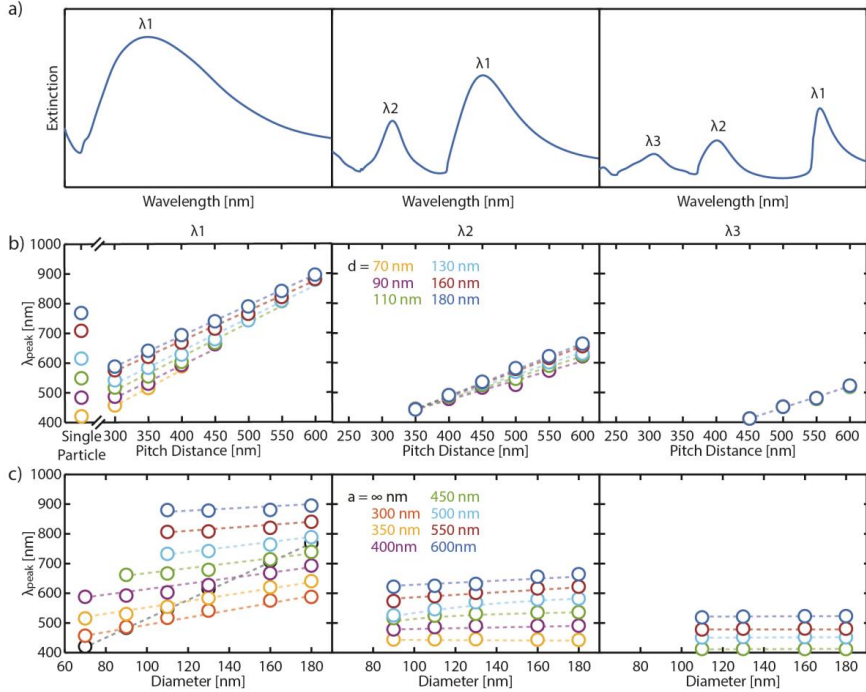 a)
λ1
λ2
λ1
λ3
λ2
λ1
Extinction
Wavelength [nm]
Wavelength [nm]
Wavelength [nm]
b)
λ1
λ2
λ3
1000
900
800
700
600
500
400
λpeak [nm]
d = 70 nm 130 nm
90 nm 160 nm
110 nm 180 nm
Single Particle
300 350 400 450 500 550 600
250 300 350 400 450 500 550 600
250 300 350 400 450 500 550 600
Pitch Distance [nm]
Pitch Distance [nm]
Pitch Distance [nm]
c)
1000
900
800
700
600
500
400
λpeak [nm]
a = ∞ nm 450 nm
300 nm 500 nm
350 nm 550 nm
400nm 600nm
60 80 100 120 140 160 180
80 100 120 140 160 180
80 100 120 140 160 180
Diameter [nm]
Diameter [nm]
Diameter [nm]